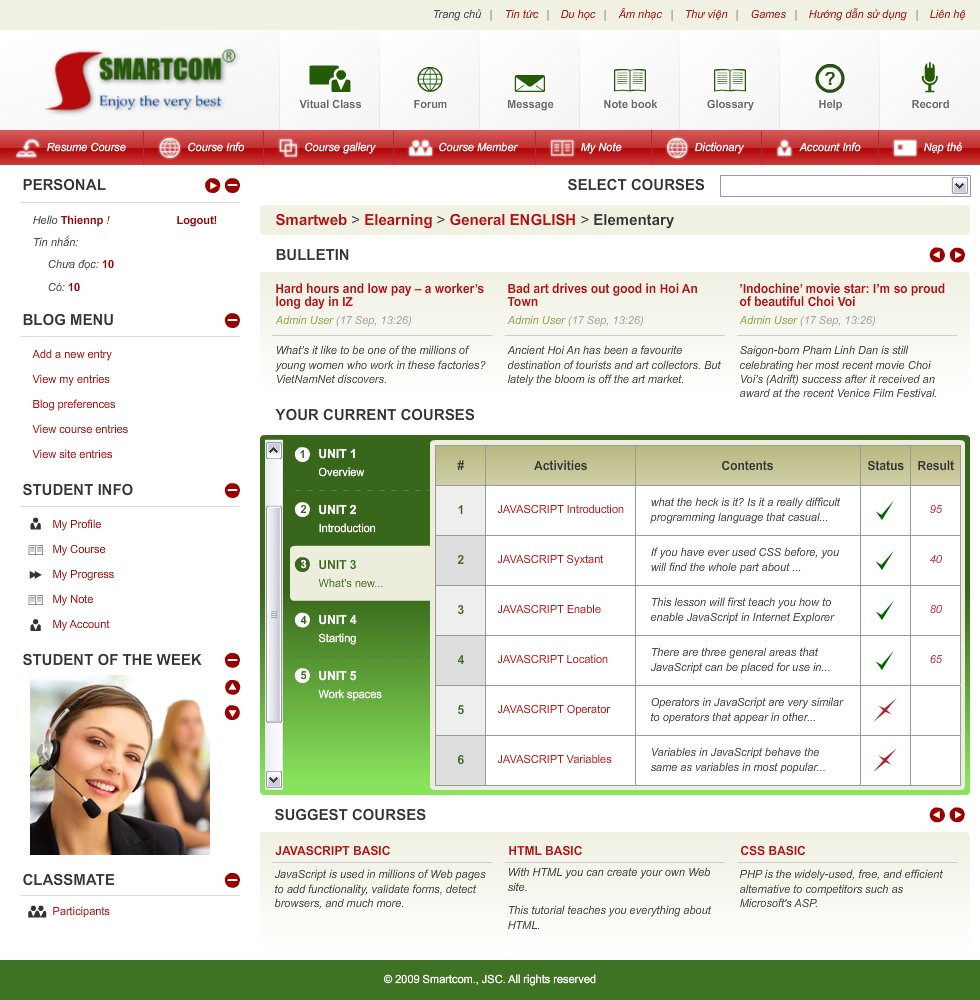 Trang chủ | Tin tức | Du học | Âm nhạc | Thư viện | Games | Hướng dẫn sử dụng | Liên hệ
SMARTCOM®
Enjoy the very best
Vitual Class
Forum
Message
Note book
Glossary
Help
Record
Resume Course
Course Info
Course gallery
Course Member
My Note
Dictionary
Account Info
Nạp thẻ
PERSONAL
Hello Thiennp ! Logout!
Tin nhắn:
Chưa đọc: 10
Có: 10
BLOG MENU
Add a new entry
View my entries
Blog preferences
View course entries
View site entries
STUDENT INFO
My Profile
My Course
My Progress
My Note
My Account
STUDENT OF THE WEEK
CLASSMATE
Participants
SELECT COURSES
Smartweb > Elearning > General ENGLISH > Elementary
BULLETIN
Hard hours and low pay – a worker's
long day in IZ
Admin User (17 Sep, 13:26)
What's it like to be one of the millions of
young women who work in these factories?
VietNamNet discovers.
Bad art drives out good in Hoi An
Town
Admin User (17 Sep, 13:26)
Ancient Hoi An has been a favourite
destination of tourists and art collectors. But
lately the bloom is off the art market.
'Indochine' movie star: I'm so proud
of beautiful Choi Voi
Admin User (17 Sep, 13:26)
Saigon-born Pham Linh Dan is still
celebrating her most recent movie Choi
Voi's (Adrift) success after it received an
award at the recent Venice Film Festival.
YOUR CURRENT COURSES
1 UNIT 1
Overview
2 UNIT 2
Introduction
3 UNIT 3
What's new...
4 UNIT 4
Starting
5 UNIT 5
Work spaces
# Activities Contents Status Result
1 JAVASCRIPT Introduction
what the heck is it? Is it a really difficult
programming language that casual...
95
2 JAVASCRIPT Syxtant
If you have ever used CSS before, you
will find the whole part about ...
40
3 JAVASCRIPT Enable
This lesson will first teach you how to
enable JavaScript in Internet Explorer
80
4 JAVASCRIPT Location
There are three general areas that
JavaScript can be placed for use in...
65
5 JAVASCRIPT Operator
Operators in JavaScript are very similar
to operators that appear in other...
6 JAVASCRIPT Variables
Variables in JavaScript behave the
same as variables in most popular...
SUGGEST COURSES
JAVASCRIPT BASIC
JavaScript is used in millions of Web pages
to add functionality, validate forms, detect
browsers, and much more.
HTML BASIC
With HTML you can create your own Web
site.
This tutorial teaches you everything about
HTML.
CSS BASIC
PHP is the widely-used, free, and efficient
altemative to competitors such as
Microsoft's ASP.
© 2009 Smartcom., JSC. All rights reserved